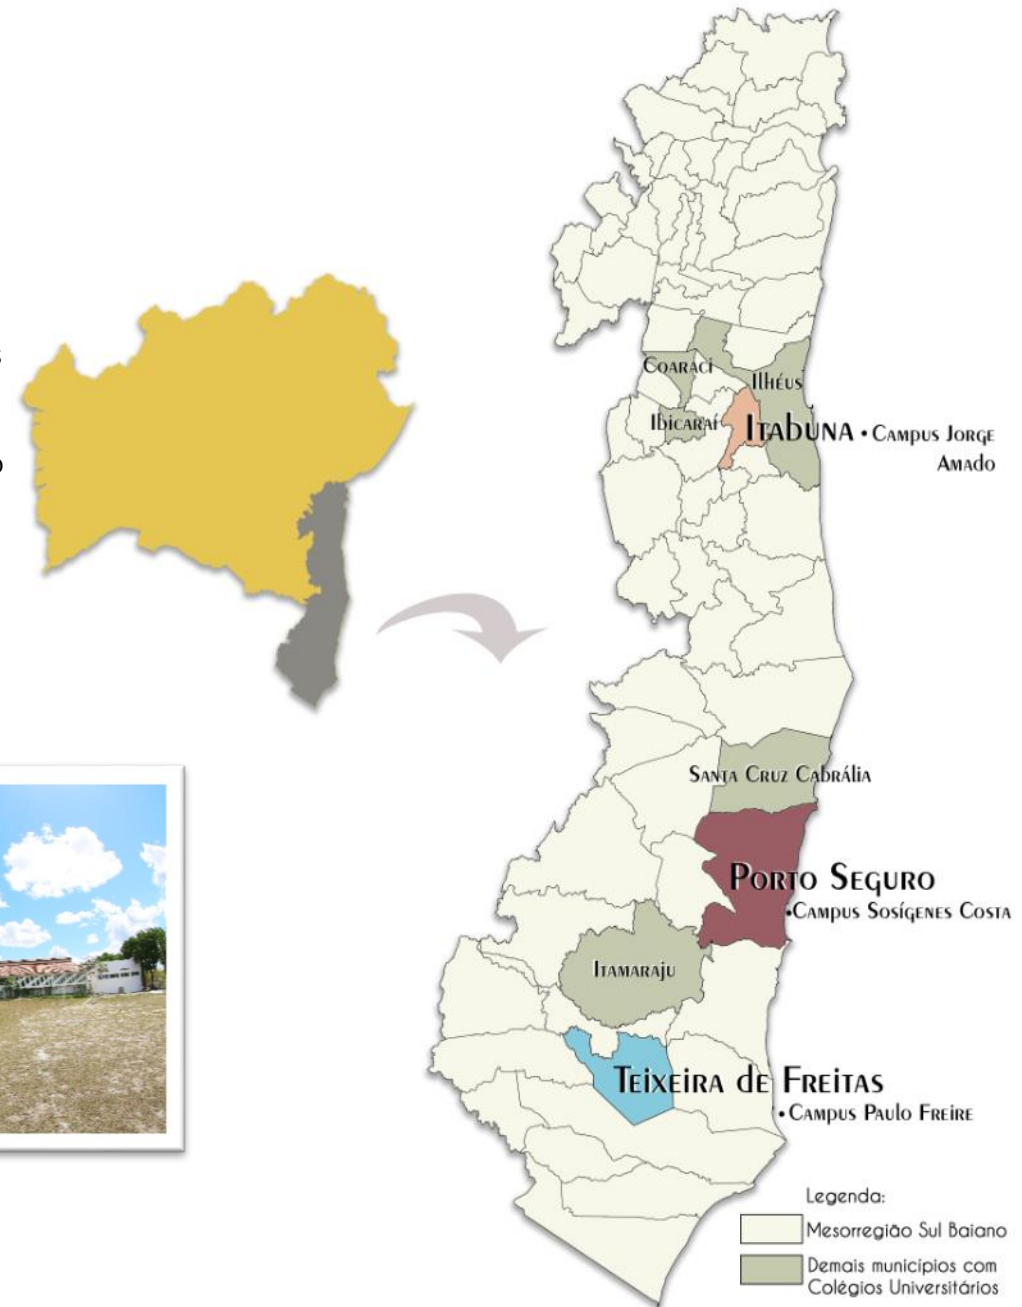 Coaraci
Ilhéus
Ibicaraí
Itabuna • Campus Jorge
Amado
Santa Cruz Cabrália
Porto Seguro
•Campus Sosígenes Costa
Itamaraju
Teixeira de Freitas
•Campus Paulo Freire
Legenda:
Mesorregião Sul Baiano
Demais municípios com
Colégios Universitários